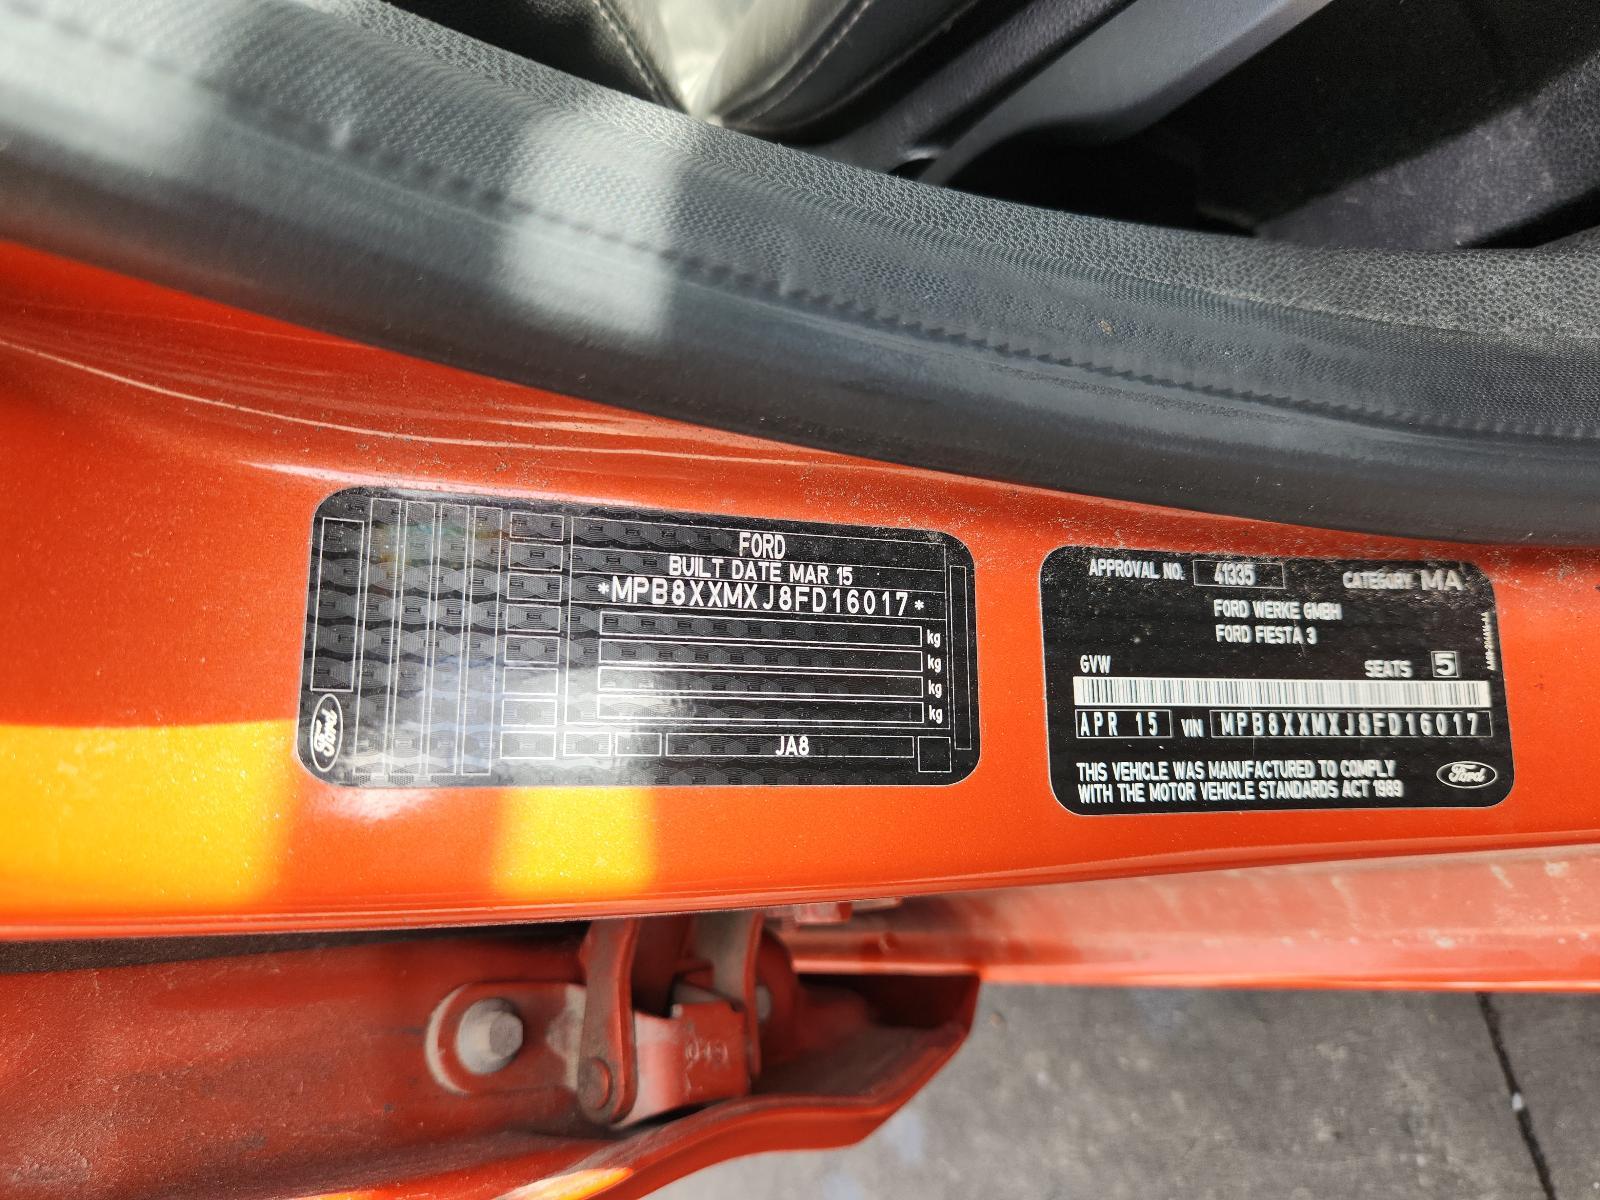 FORD
BUILT DATE MAR 15
*MPB8XXMXJ8FD16017*
kg
kg
kg
kg
JA8
Ford
APPROVAL NO. 41335 CATEGORY MA
FORD WERKE GMBH
FORD FIESTA 3
GVW SEATS 5
APR 15 VIN MPB8XXMXJ8FD16017
THIS VEHICLE WAS MANUFACTURED TO COMPLY
WITH THE MOTOR VEHICLE STANDARDS ACT 1989
Ford